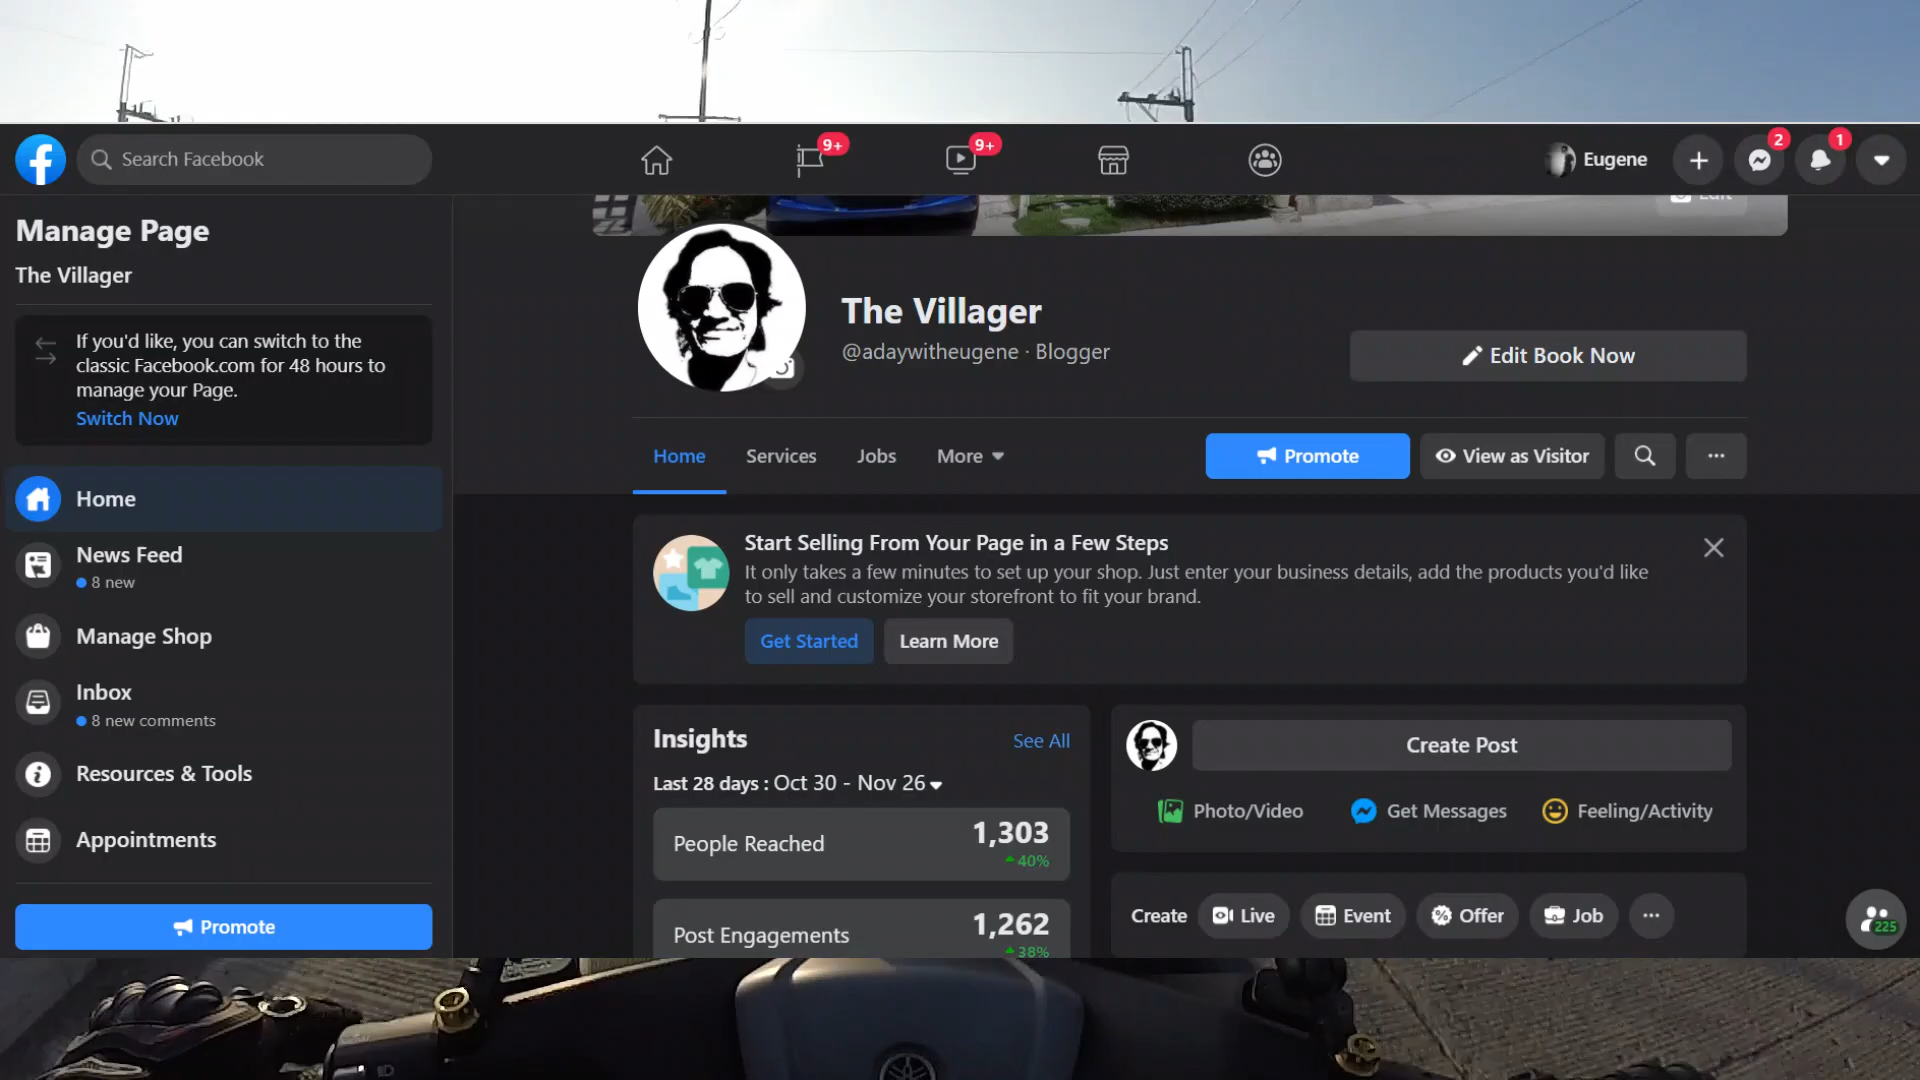 Search Facebook
9+
9+
Eugene
2
1
Manage Page
The Villager
If you'd like, you can switch to the
classic Facebook.com for 48 hours to
manage your Page.
Switch Now
Home
News Feed
8 new
Manage Shop
Inbox
8 new comments
Resources & Tools
Appointments
Promote
Edit
The Villager
@adaywitheugene · Blogger
Edit Book Now
Home
Services
Jobs
More
Promote
View as Visitor
Start Selling From Your Page in a Few Steps
It only takes a few minutes to set up your shop. Just enter your business details, add the products you'd like
to sell and customize your storefront to fit your brand.
Get Started
Learn More
Insights
See All
Last 28 days : Oct 30 - Nov 26
People Reached
1,303
40%
Post Engagements
1,262
38%
Create Post
Photo/Video
Get Messages
Feeling/Activity
Create
Live
Event
Offer
Job
225